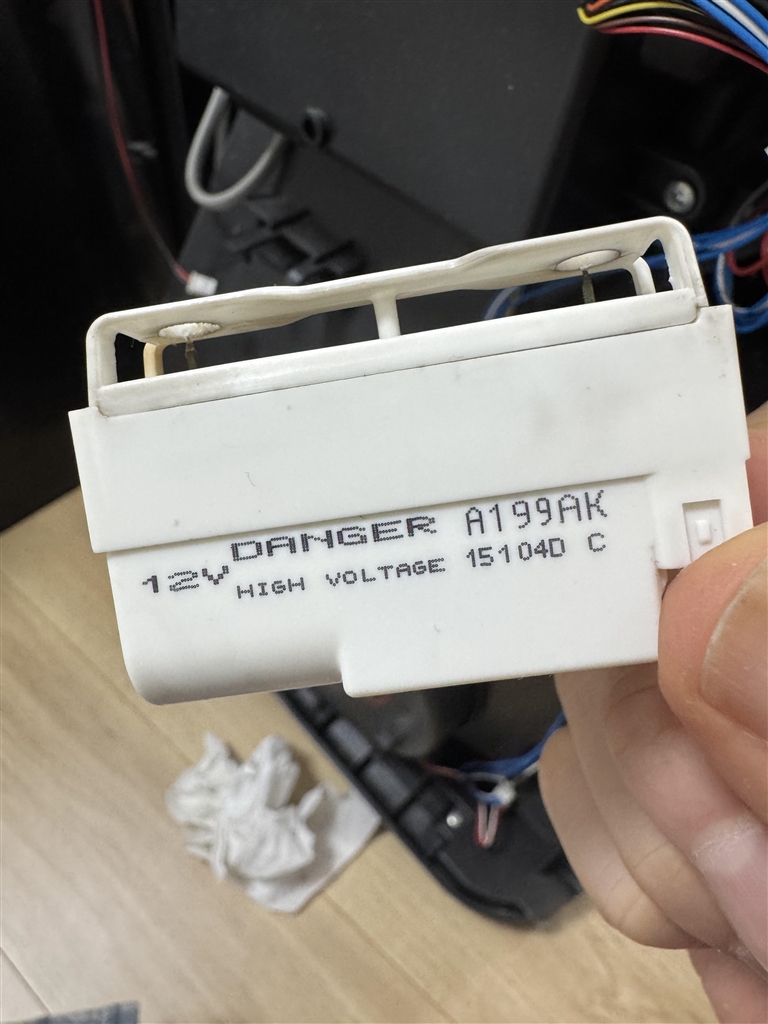 12V DANGER A199AK
HIGH VOLTAGE 15104D C